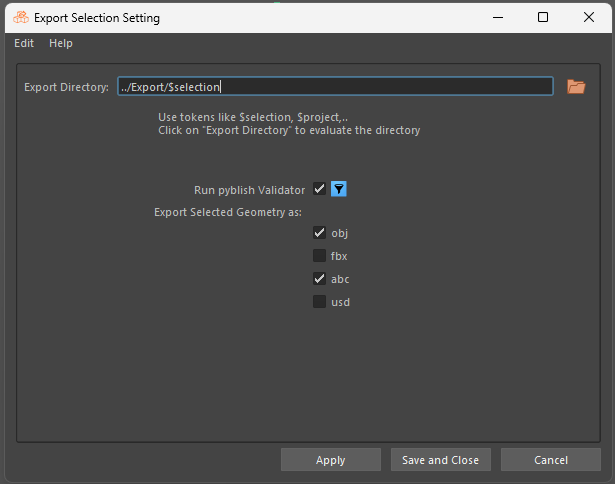 Export Selection Setting
Edit Help
Export Directory: ../Export/$selection
Use tokens like $selection, $project,..
Click on "Export Directory" to evaluate the directory
Run pyblish Validator
Export Selected Geometry as:
obj
fbx
abc
usd
Apply Save and Close Cancel